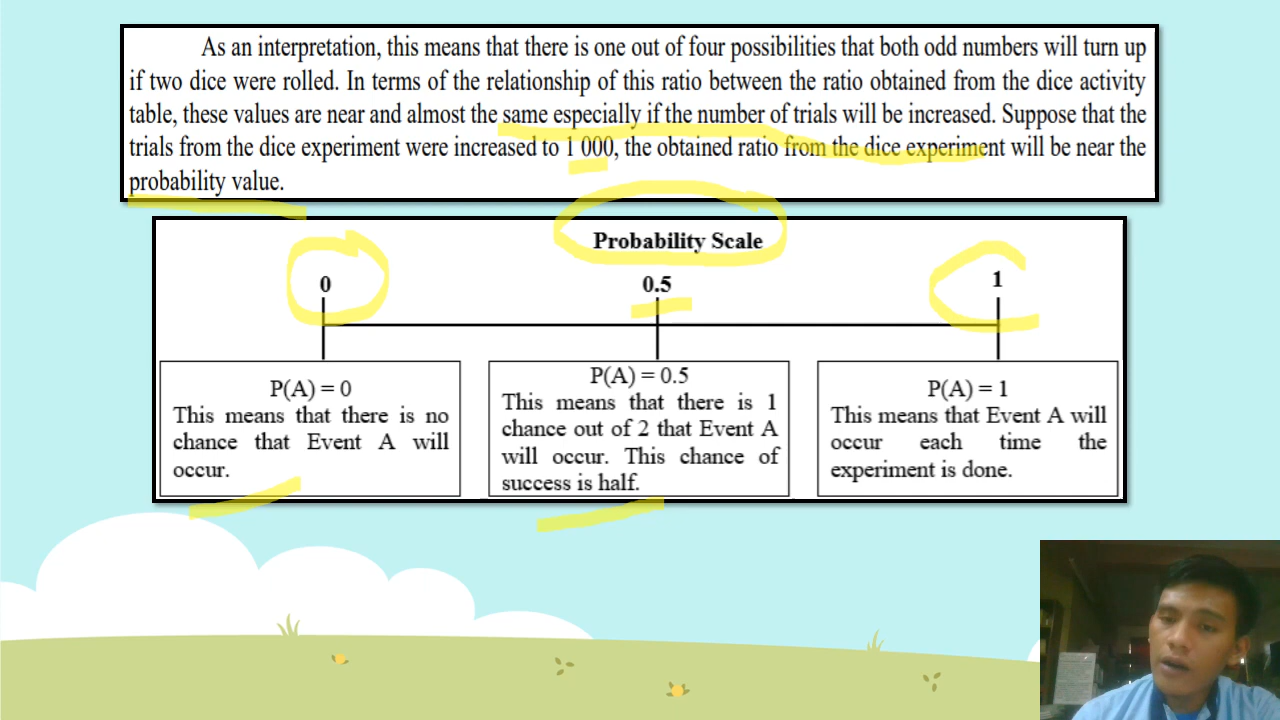 As an interpretation, this means that there is one out of four possibilities that both odd numbers will turn up
if two dice were rolled. In terms of the relationship of this ratio between the ratio obtained from the dice activity
table, these values are near and almost the same especially if the number of trials will be increased. Suppose that the
trials from the dice experiment were increased to 1 000, the obtained ratio from the dice experiment will be near the
probability value.
Probability Scale
0
0.5
1
P(A) = 0
This means that there is no
chance that Event A will
occur.
P(A) = 0.5
This means that there is 1
chance out of 2 that Event A
will occur. This chance of
success is half.
P(A) = 1
This means that Event A will
occur each time the
experiment is done.